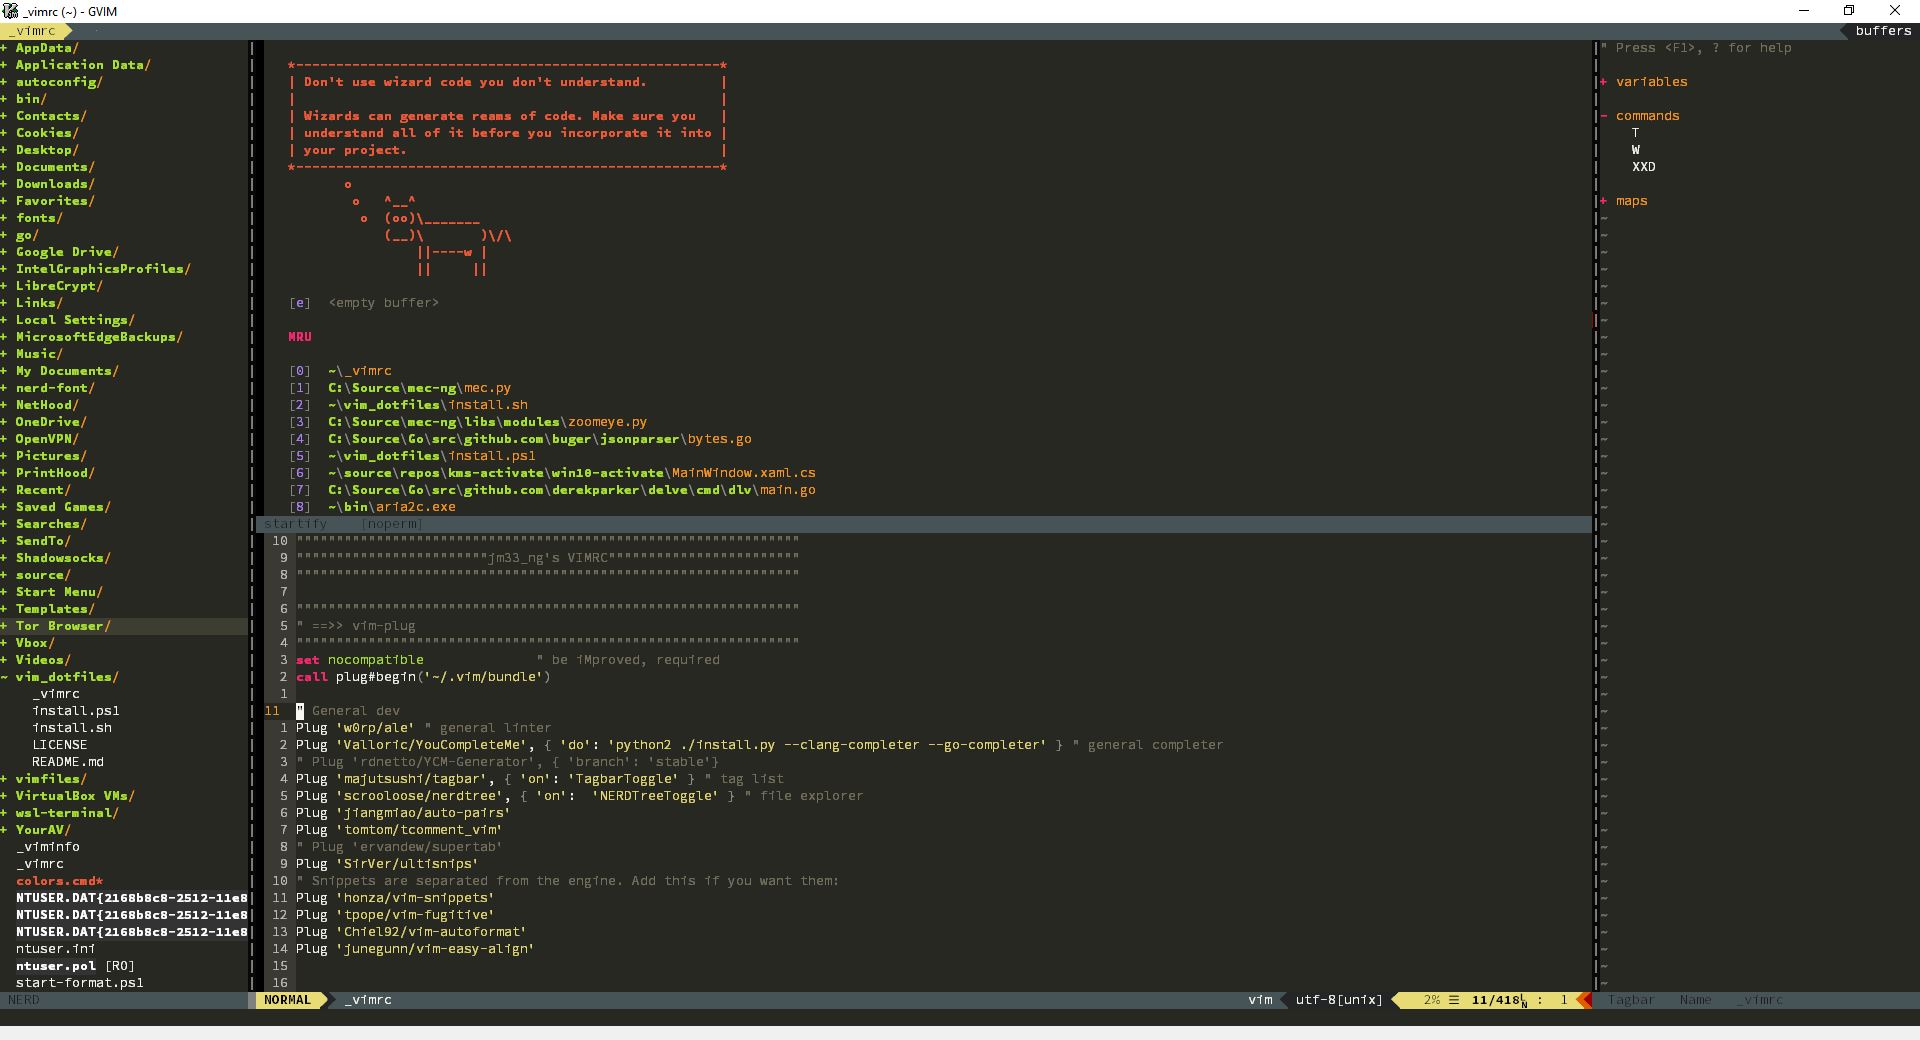 _vimrc (~) - GVIM
_vimrc
buffers
+ AppData/
+ Application Data/
+ autoconfig/
+ bin/
+ Contacts/
+ Cookies/
+ Desktop/
+ Documents/
+ Downloads/
+ Favorites/
+ fonts/
+ go/
+ Google Drive/
+ IntelGraphicsProfiles/
+ LibreCrypt/
+ Links/
+ Local Settings/
+ MicrosoftEdgeBackups/
+ Music/
+ My Documents/
+ nerd-font/
+ NetHood/
+ OneDrive/
+ OpenVPN/
+ Pictures/
+ PrintHood/
+ Recent/
+ Saved Games/
+ Searches/
+ SendTo/
+ Shadowsocks/
+ source/
+ Start Menu/
+ Templates/
+ Tor Browser/
+ Vbox/
+ Videos/
~ vim_dotfiles/
_vimrc
install.ps1
install.sh
LICENSE
README.md
+ vimfiles/
+ VirtualBox VMs/
+ wsl-terminal/
+ YourAV/
_viminfo
_vimrc
colors.cmd*
NTUSER.DAT{2168b8c8-2512-11e8
NTUSER.DAT{2168b8c8-2512-11e8
NTUSER.DAT{2168b8c8-2512-11e8
ntuser.ini
ntuser.pol [RO]
start-format.ps1
NERD
*-----------------------------------------------------*
| Don't use wizard code you don't understand. |
| |
| Wizards can generate reams of code. Make sure you |
| understand all of it before you incorporate it into |
| your project. |
*-----------------------------------------------------*
o
o ^__^
o (oo)\_______
(__)\ )\/\
||----w |
|| ||
[e] <empty buffer>
MRU
[0] ~\_vimrc
[1] C:\Source\mec-ng\mec.py
[2] ~\vim_dotfiles\install.sh
[3] C:\Source\mec-ng\libs\modules\zoomeye.py
[4] C:\Source\Go\src\github.com\buger\jsonparser\bytes.go
[5] ~\vim_dotfiles\install.ps1
[6] ~\source\repos\kms-activate\win10-activate\MainWindow.xaml.cs
[7] C:\Source\Go\src\github.com\derekparker\delve\cmd\dlv\main.go
[8] ~\bin\aria2c.exe
startify [noperm]
10 """""""""""""""""""""""""""""""""""""""""""""""""""""""""""""""
9 """"""""""""""""""""""""jm33_ng's VIMRC""""""""""""""""""""""""
8 """""""""""""""""""""""""""""""""""""""""""""""""""""""""""""""
7
6 """""""""""""""""""""""""""""""""""""""""""""""""""""""""""""""
5 " ==>> vim-plug
4 """""""""""""""""""""""""""""""""""""""""""""""""""""""""""""""
3 set nocompatible " be iMproved, required
2 call plug#begin('~/.vim/bundle')
1
11 " General dev
1 Plug 'w0rp/ale' " general linter
2 Plug 'Valloric/YouCompleteMe', { 'do': 'python2 ./install.py --clang-completer --go-completer' } " general completer
3 " Plug 'rdnetto/YCM-Generator', { 'branch': 'stable'}
4 Plug 'majutsushi/tagbar', { 'on': 'TagbarToggle' } " tag list
5 Plug 'scrooloose/nerdtree', { 'on': 'NERDTreeToggle' } " file explorer
6 Plug 'jiangmiao/auto-pairs'
7 Plug 'tomtom/tcomment_vim'
8 " Plug 'ervandew/supertab'
9 Plug 'SirVer/ultisnips'
10 " Snippets are separated from the engine. Add this if you want them:
11 Plug 'honza/vim-snippets'
12 Plug 'tpope/vim-fugitive'
13 Plug 'Chiel92/vim-autoformat'
14 Plug 'junegunn/vim-easy-align'
15
16
NORMAL _vimrc vim utf-8[unix] 2% ☰ 11/418 : 1
" Press <F1>, ? for help
+ variables
- commands
T
W
XXD
+ maps
Tagbar Name _vimrc